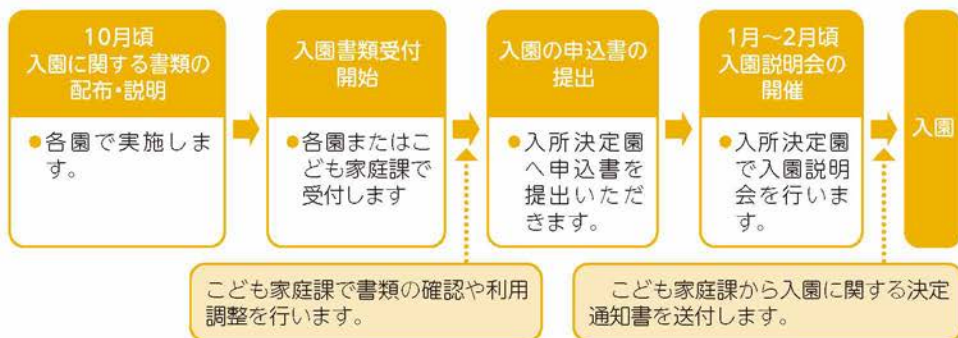 10月頃
入園に関する書類の
配布・説明
●各園で実施しま
す。
入園書類受付
開始
●各園またはこ
ども家庭課で
受付します
入園の申込書の
提出
●入所決定園
へ申込書を
提出いただ
きます。
1月～2月頃
入園説明会の
開催
●入所決定園
で入園説明
会を行いま
す。
入園
こども家庭課で書類の確認や利用
調整を行います。
こども家庭課から入園に関する決定
通知書を送付します。